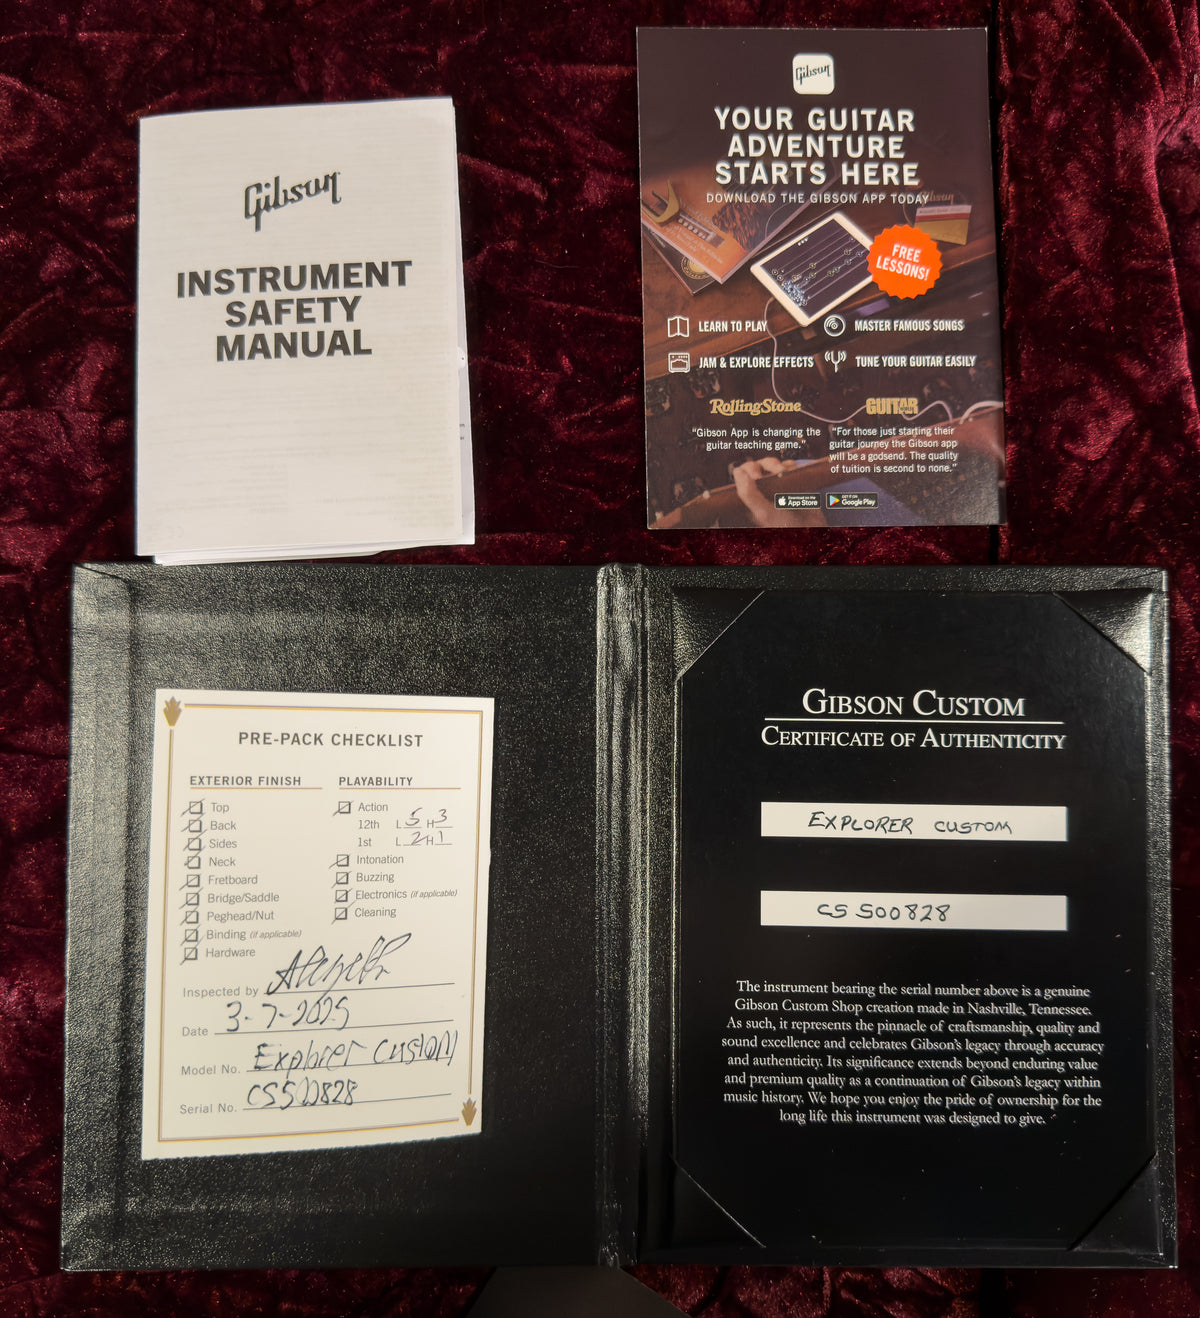 Gibson
INSTRUMENT
SAFETY
MANUAL
Gibson
YOUR GUITAR
ADVENTURE
STARTS HERE
DOWNLOAD THE GIBSON APP TODAY
Gibson
FREE
LESSONS!
LEARN TO PLAY
MASTER FAMOUS SONGS
JAM & EXPLORE EFFECTS
TUNE YOUR GUITAR EASILY
RollingStone
"Gibson App is changing the
guitar teaching game."
GUITAR
"For those just starting their
guitar journey the Gibson app
will be a godsend. The quality
of tuition is second to none."
Download on the
App Store
GET IT ON
Google Play
PRE-PACK CHECKLIST
EXTERIOR FINISH
Top
Back
Sides
Neck
Fretboard
Bridge/Saddle
Peghead/Nut
Binding (if applicable)
Hardware
PLAYABILITY
Action
12th L 5 H 3
1st L 2 H 1
Intonation
Buzzing
Electronics (if applicable)
Cleaning
Inspected by
Date 3-7-2025
Model No. Explorer Custom
Serial No. CS500828
GIBSON CUSTOM
CERTIFICATE OF AUTHENTICITY
EXPLORER CUSTOM
CS 500828
The instrument bearing the serial number above is a genuine
Gibson Custom Shop creation made in Nashville, Tennessee.
As such, it represents the pinnacle of craftsmanship, quality and
sound excellence and celebrates Gibson's legacy through accuracy
and authenticity. Its significance extends beyond enduring value
and premium quality as a continuation of Gibson's legacy within
music history. We hope you enjoy the pride of ownership for the
long life this instrument was designed to give.